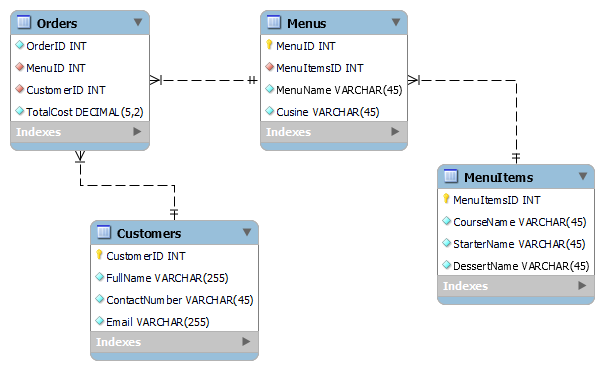 Orders
OrderID INT
MenuID INT
CustomerID INT
TotalCost DECIMAL(5,2)
Indexes
Menus
MenuID INT
MenuItemsID INT
MenuName VARCHAR(45)
Cusine VARCHAR(45)
Indexes
MenuItems
MenuItemsID INT
CourseName VARCHAR(45)
StarterName VARCHAR(45)
DessertName VARCHAR(45)
Indexes
Customers
CustomerID INT
FullName VARCHAR(255)
ContactNumber VARCHAR(45)
Email VARCHAR(255)
Indexes